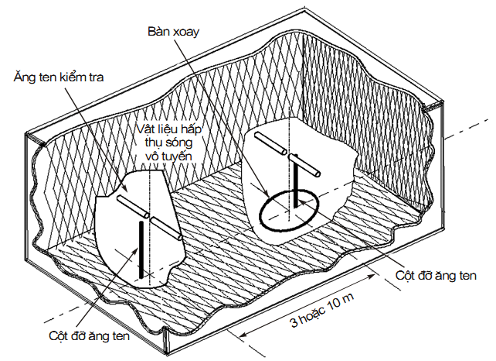 Bàn xoay
Ăng ten kiểm tra
Vật liệu hấp
thụ sóng
vô tuyến
Cột đỡ ăng ten
3 hoặc 10 m
Cột đỡ ăng ten